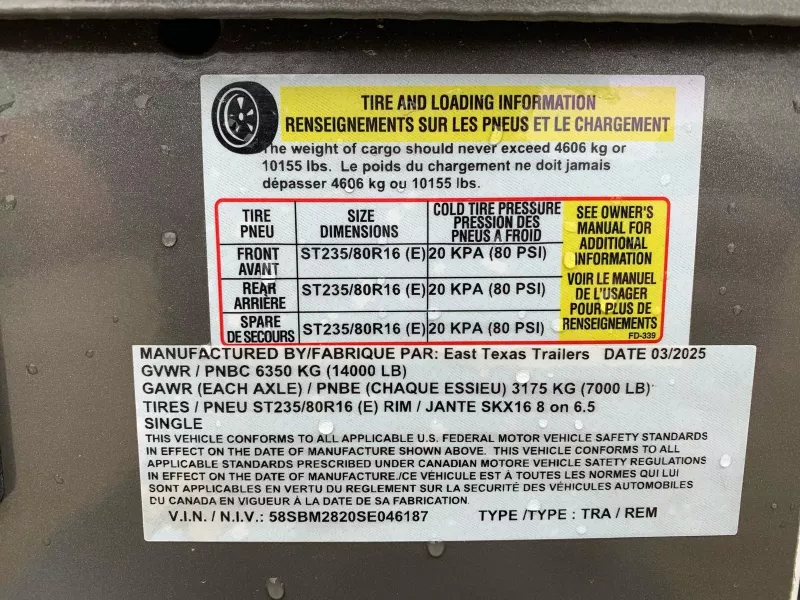 TIRE AND LOADING INFORMATION
RENSEIGNEMENTS SUR LES PNEUS ET LE CHARGEMENT
The weight of cargo should never exceed 4606 kg or
10155 lbs. Le poids du chargement ne doit jamais
dépasser 4606 kg ou 10155 lbs.
TIRE PNEU SIZE DIMENSIONS COLD TIRE PRESSURE PRESSION DES PNEUS A FROID
FRONT AVANT ST235/80R16 (E) 20 KPA (80 PSI)
REAR ARRIÈRE ST235/80R16 (E) 20 KPA (80 PSI)
SPARE DE SECOURS ST235/80R16 (E) 20 KPA (80 PSI)
SEE OWNER'S
MANUAL FOR
ADDITIONAL
INFORMATION
VOIR LE MANUEL
DE L'USAGER
POUR PLUS DE
RENSEIGNEMENTS
FD-339
MANUFACTURED BY/FABRIQUE PAR: East Texas Trailers DATE 03/2025
GVWR / PNBC 6350 KG (14000 LB)
GAWR (EACH AXLE) / PNBE (CHAQUE ESSIEU) 3175 KG (7000 LB)
TIRES / PNEU ST235/80R16 (E) RIM / JANTE SKX16 8 on 6.5
SINGLE
THIS VEHICLE CONFORMS TO ALL APPLICABLE U.S. FEDERAL MOTOR VEHICLE SAFETY STANDARDS
IN EFFECT ON THE DATE OF MANUFACTURE SHOWN ABOVE. THIS VEHICLE CONFORMS TO ALL
APPLICABLE STANDARDS PRESCRIBED UNDER CANADIAN MOTORE VEHICLE SATETY REGULATIONS
IN EFFECT ON THE DATE OF MANUFACTURE./CE VÉHICULE EST À TOUTES LES NORMES QUI LUI
SONT APPLICABLES EN VERTU DU REGLEMENT SUR LA SECURITÉ DES VÉHICULES AUTOMOBILES
DU CANADA EN VIGUEUR À LA DATE DE SA FABRICATION.
V.I.N. / N.I.V.: 58SBM2820SE046187 TYPE /TYPE : TRA / REM